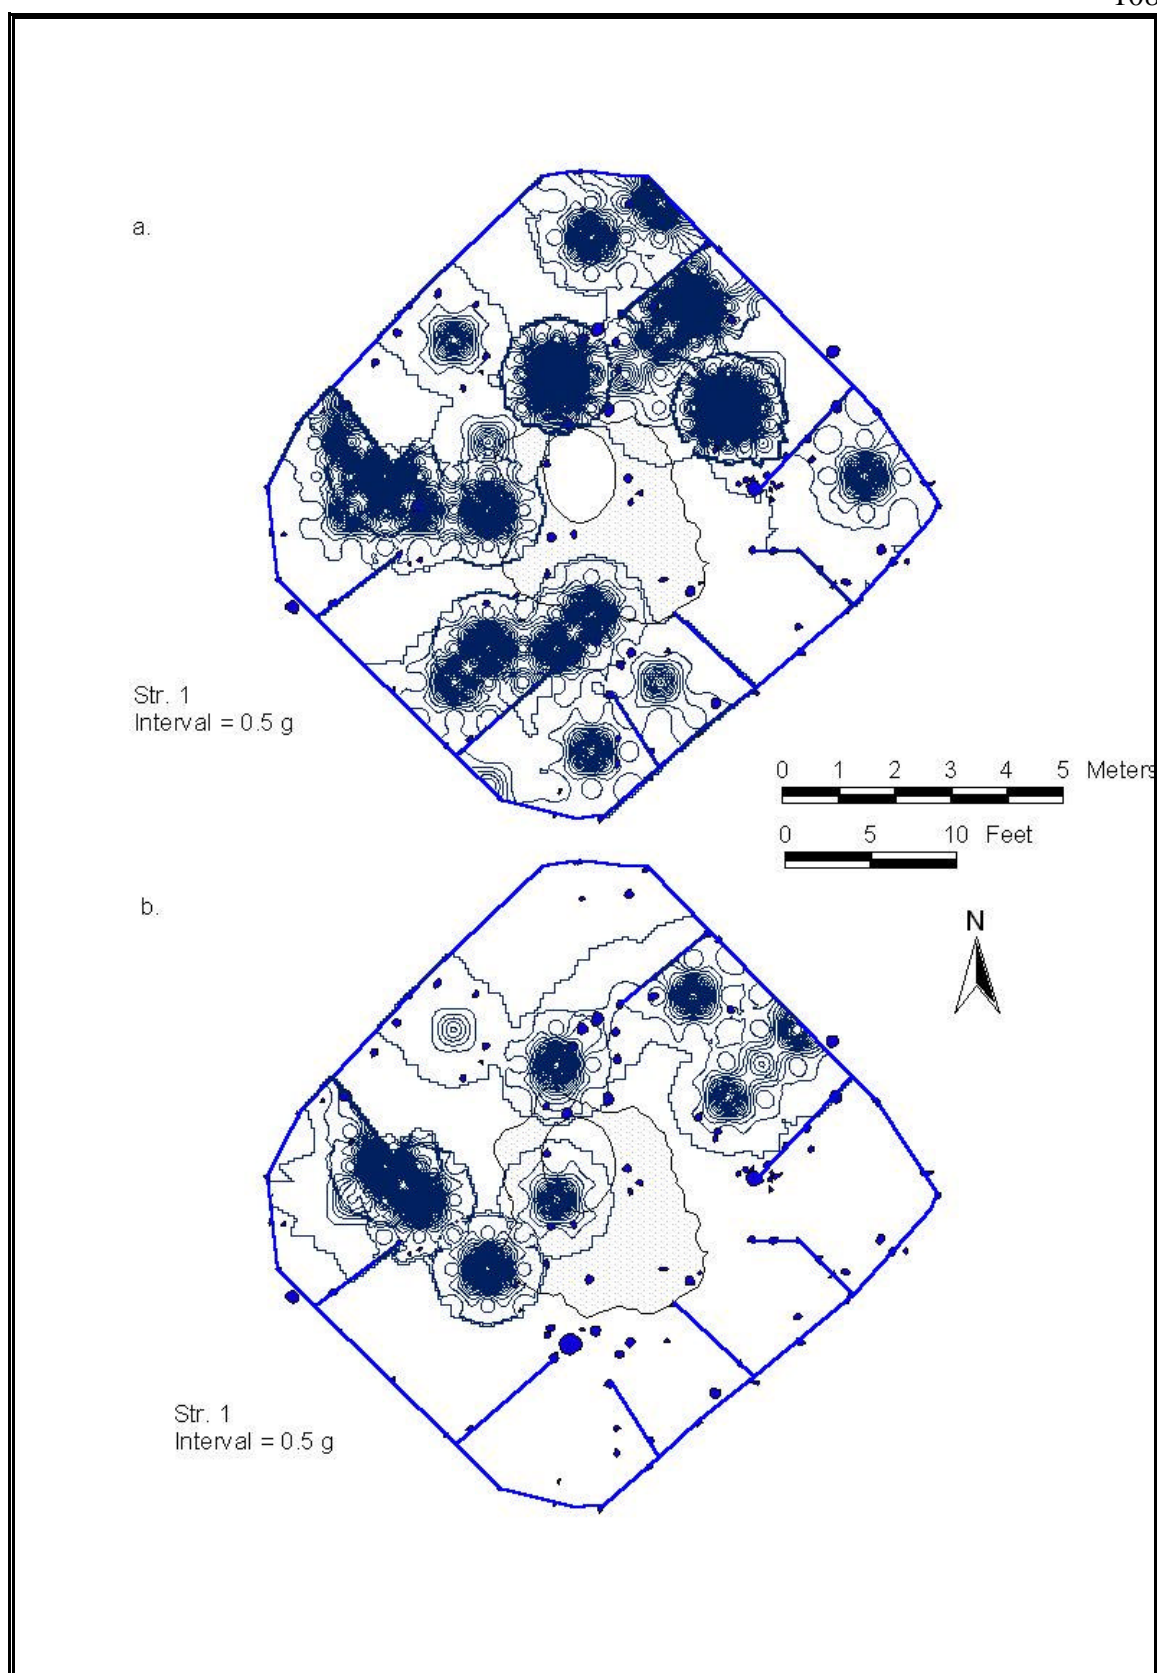 a.
Str. 1
Interval = 0.5 g
0 1 2 3 4 5 Meters
0 5 10 Feet
b.
N
Str. 1
Interval = 0.5 g